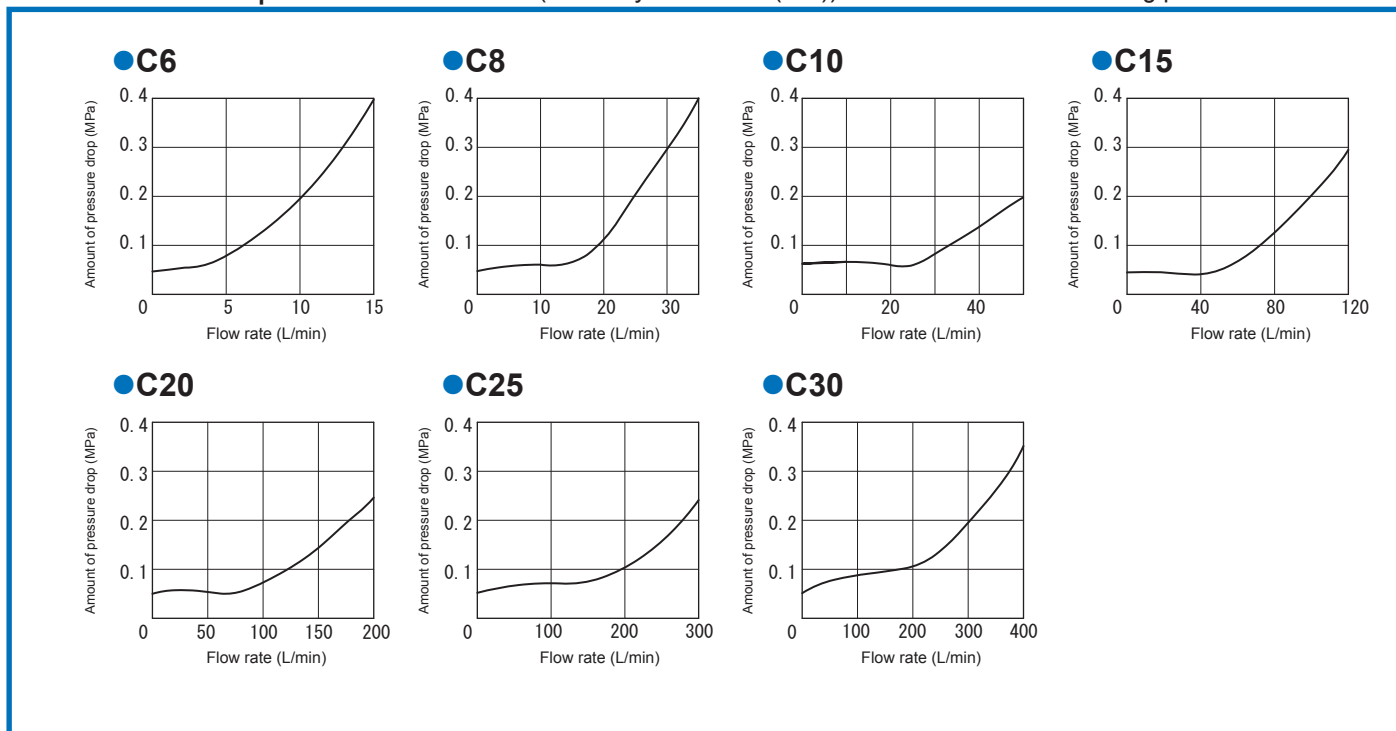 ●C6
●C8
●C10
●C15
Amount of pressure drop (MPa)
0.4
0.3
0.2
0.1
0 5 10 15
Flow rate (L/min)
Amount of pressure drop (MPa)
0.4
0.3
0.2
0.1
0 10 20 30
Flow rate (L/min)
Amount of pressure drop (MPa)
0.4
0.3
0.2
0.1
0 20 40
Flow rate (L/min)
Amount of pressure drop (MPa)
0.4
0.3
0.2
0.1
0 40 80 120
Flow rate (L/min)
●C20
●C25
●C30
Amount of pressure drop (MPa)
0.4
0.3
0.2
0.1
0 50 100 150 200
Flow rate (L/min)
Amount of pressure drop (MPa)
0.4
0.3
0.2
0.1
0 100 200 300
Flow rate (L/min)
Amount of pressure drop (MPa)
0.4
0.3
0.2
0.1
0 100 200 300 400
Flow rate (L/min)